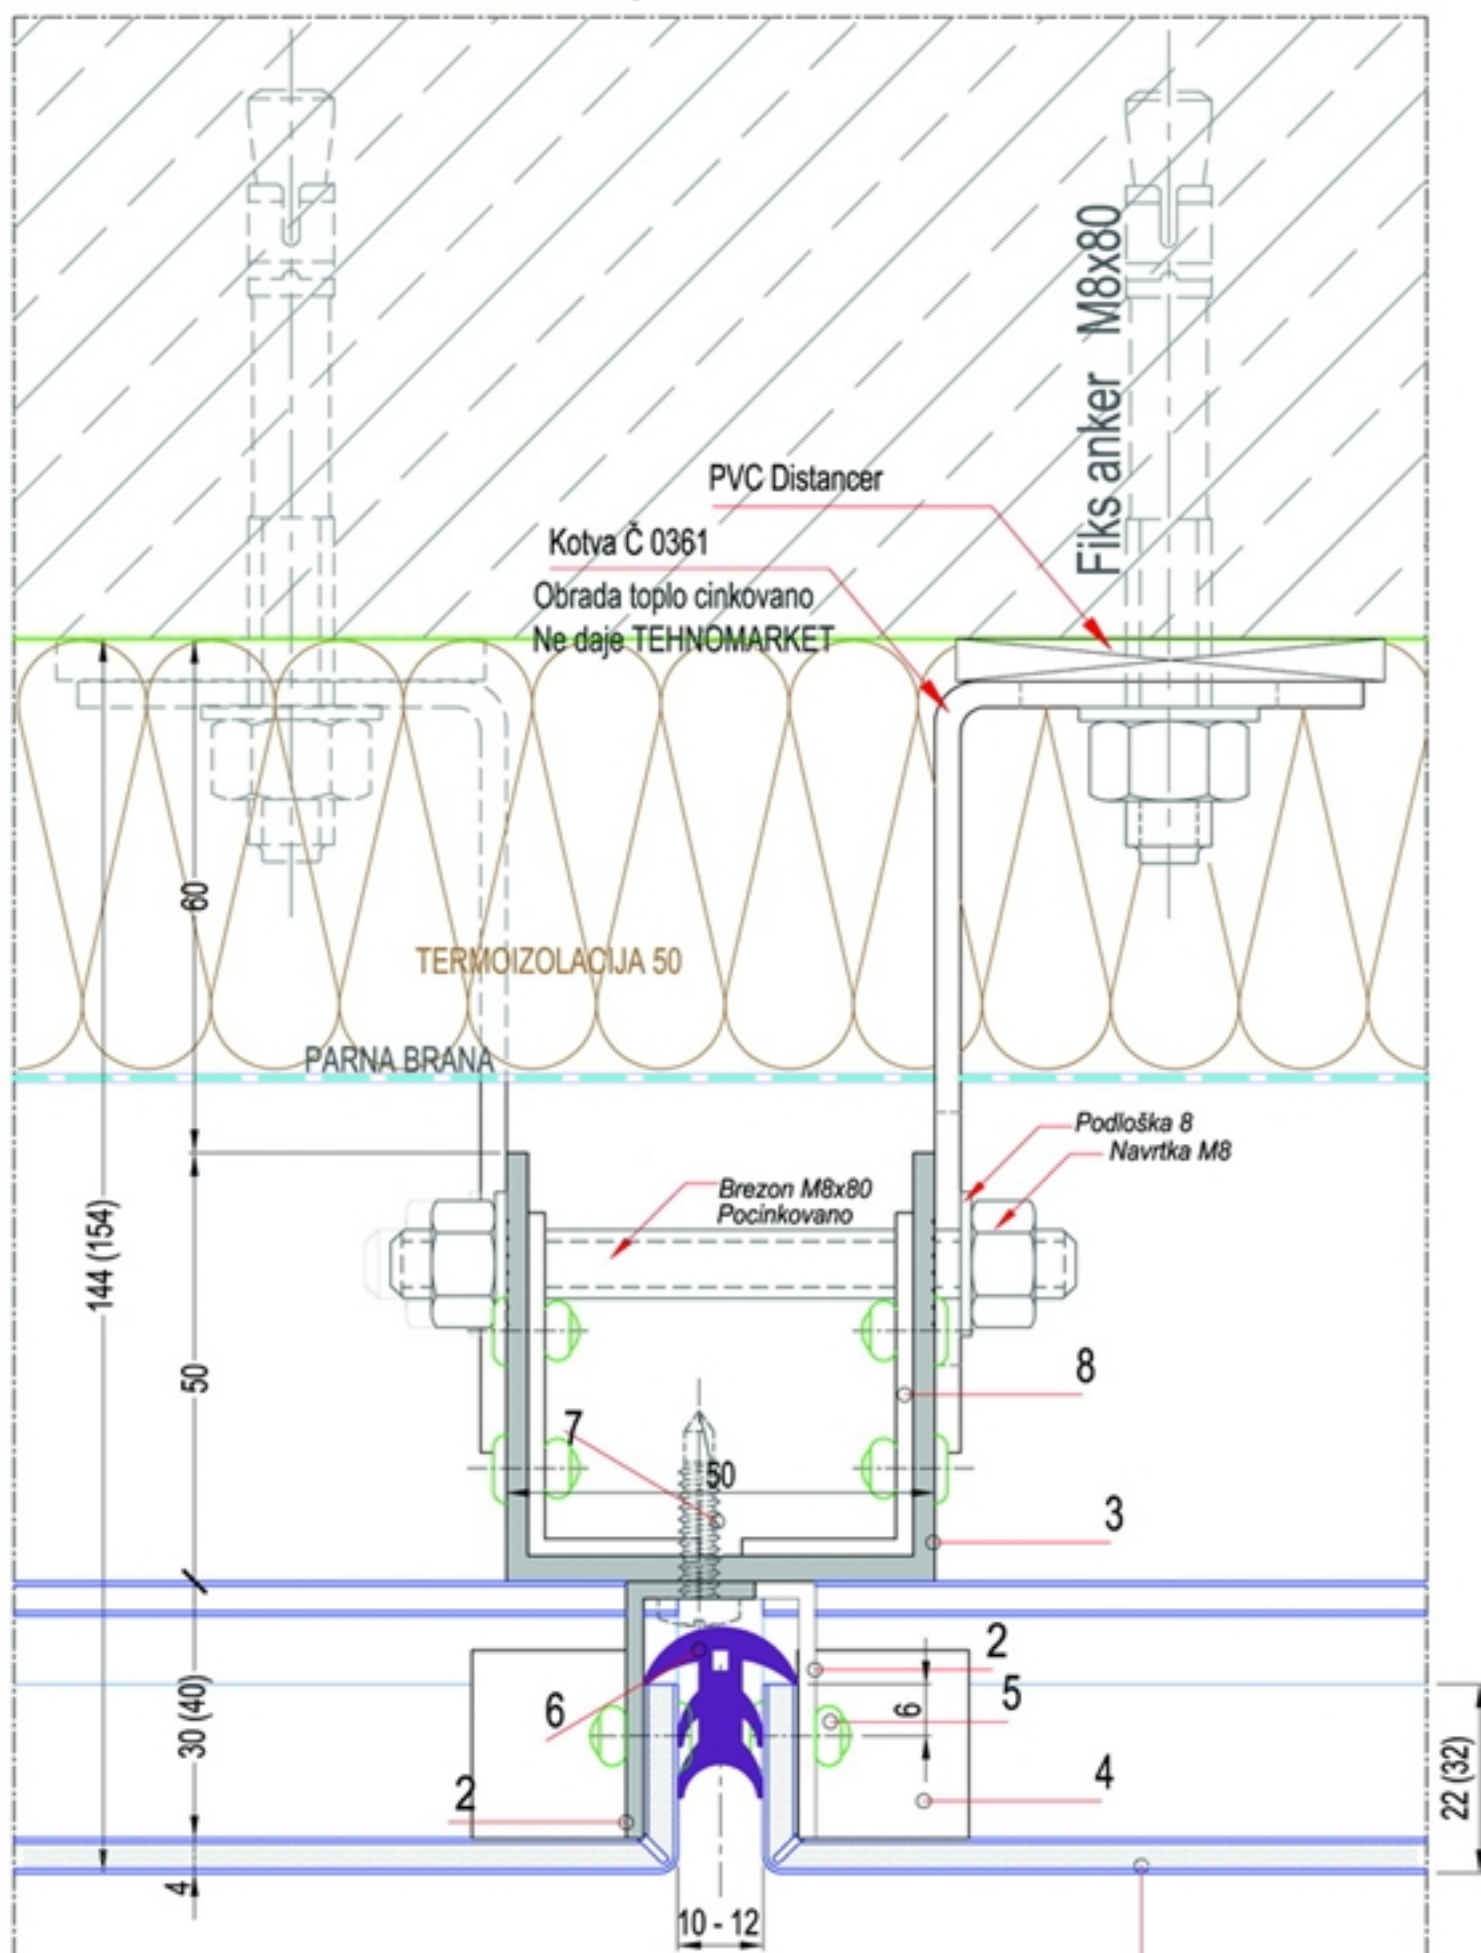 Fiks anker M8x80
PVC Distancer
Kotva Č 0361
Obrada toplo cinkovano
Ne daje TEHNOMARKET
60
TERMOIZOLACIJA 50
PARNA BRANA
Podloška 8
Navrtka M8
Brezon M8x80
Pocinkovano
144 (154)
50
8
7
50
3
2
6
5
6
30 (40)
4
2
22 (32)
4
10 - 12